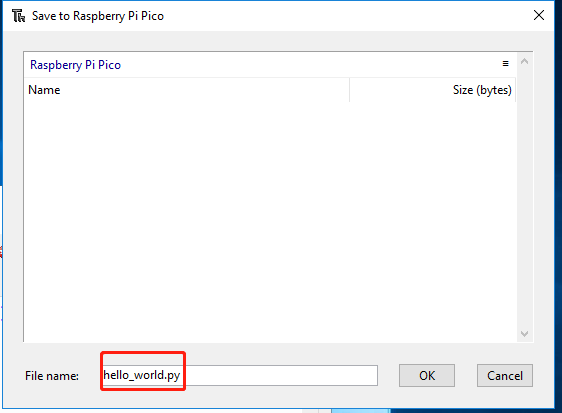 Save to Raspberry Pi Pico
Raspberry Pi Pico
Name Size (bytes)
File name: hello_world.py OK Cancel